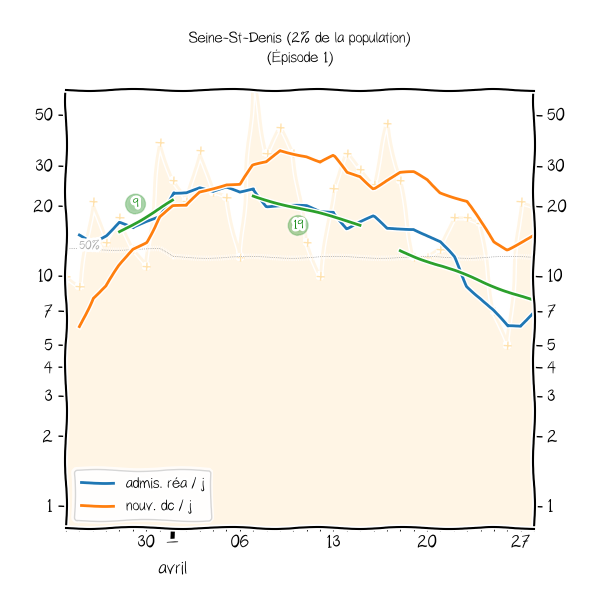 Seine-St-Denis (2% de la population)
(Épisode 1)
50 50
30 30
20 20
10 10
7 7
5 5
4 4
3 3
2 2
1 1
9
19
50%
admis. réa / j
nouv. dc / j
30 1 06 13 20 27
avril